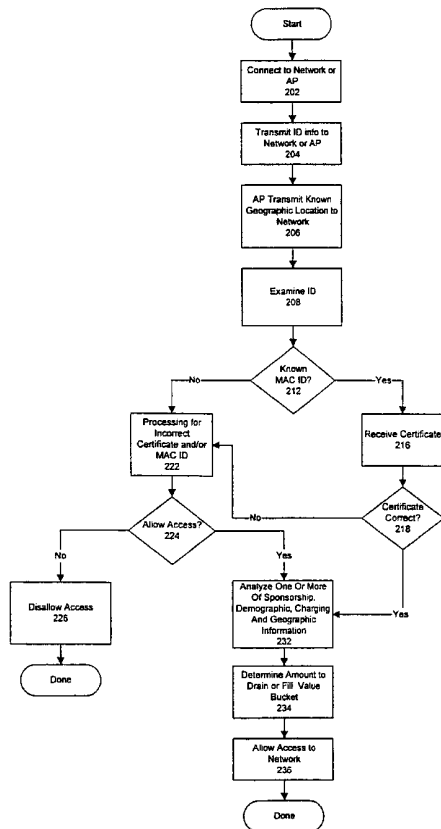 Start
Connect to Network or
AP
202
Transmit ID info to
Network or AP
204
AP Transmit Known
Geographic Location to
Network
206
Examine ID
208
Known
MAC ID?
212
No
Yes
Processing for
Incorrect
Certificate and/or
MAC ID
222
Receive Certificate
216
Allow Access?
224
No
Certificate
Correct?
218
No
Yes
Yes
Disallow Access
226
Analyze One Or More
Of Sponsorship,
Demographic, Charging
And Geographic
Information
232
Done
Determine Amount to
Drain or Fill Value
Bucket
234
Allow Access to
Network
236
Done